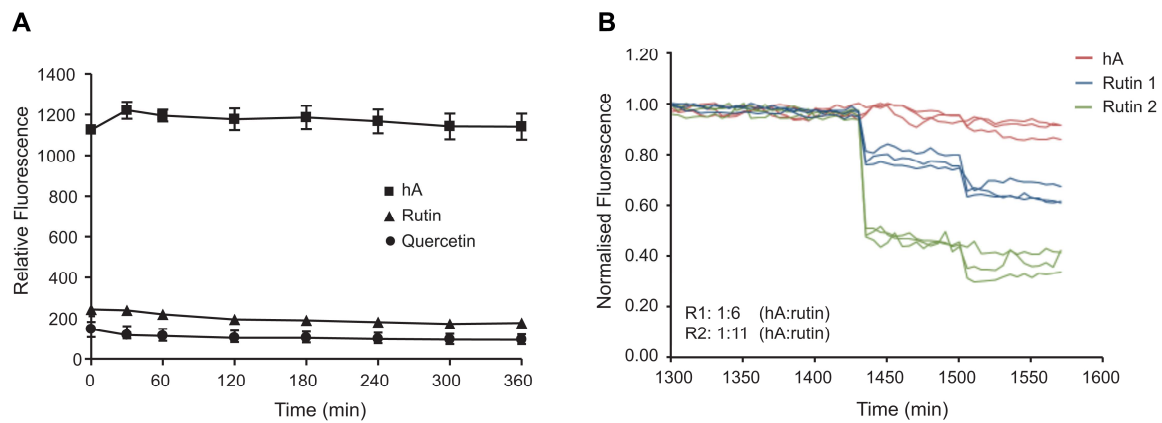 A
Relative Fluorescence
1400
1200
1000
800
600
400
200
0
0 60 120 180 240 300 360
Time (min)
hA
Rutin
Quercetin
B
Normalised Fluorescence
1.20
1.00
0.80
0.60
0.40
0.20
0.00
1300 1350 1400 1450 1500 1550 1600
Time (min)
hA
Rutin 1
Rutin 2
R1: 1:6 (hA:rutin)
R2: 1:11 (hA:rutin)